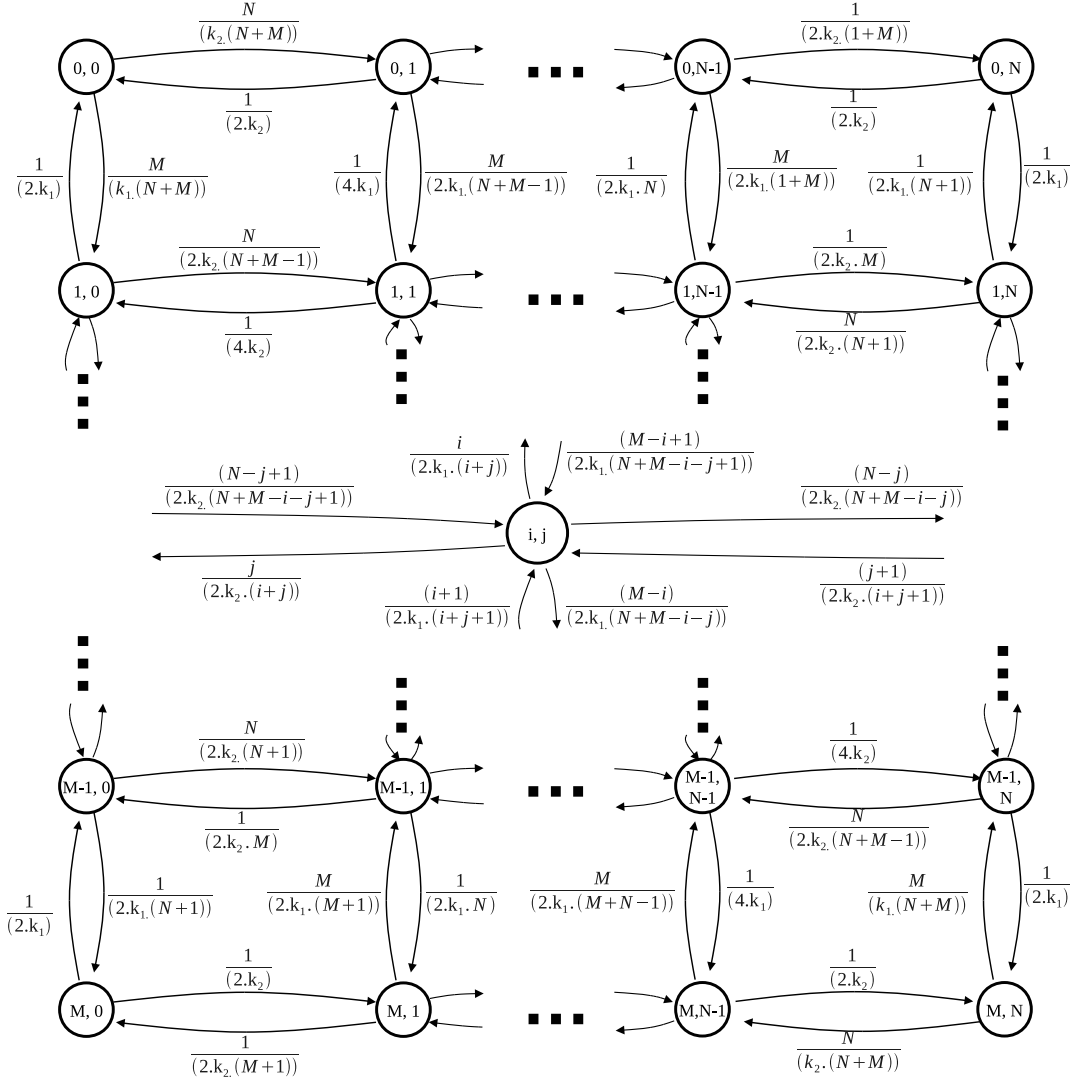 N/(k₂.(N+M)) 1/(2.k₂.(1+M))
0, 0 0, 1 0,N-1 0, N
1/(2.k₂) 1/(2.k₂)
1/(2.k₁) M/(k₁.(N+M)) 1/(4.k₁) M/(2.k₁.(N+M−1)) 1/(2.k₁.N) M/(2.k₁.(1+M)) 1/(2.k₁.(N+1)) 1/(2.k₁)
N/(2.k₂.(N+M−1)) 1/(2.k₂.M)
1, 0 1, 1 1,N-1 1,N
1/(4.k₂) N/(2.k₂.(N+1))
i/(2.k₁.(i+j)) (M−i+1)/(2.k₁.(N+M−i−j+1))
(N−j+1)/(2.k₂.(N+M−i−j+1)) (N−j)/(2.k₂.(N+M−i−j))
i, j
j/(2.k₂.(i+j)) (j+1)/(2.k₂.(i+j+1))
(i+1)/(2.k₁.(i+j+1)) (M−i)/(2.k₁.(N+M−i−j))
N/(2.k₂.(N+1)) 1/(4.k₂)
M-1, 0 M-1, 1 M-1, N-1 M-1, N
1/(2.k₂.M) N/(2.k₂.(N+M−1))
1/(2.k₁) 1/(2.k₁.(N+1)) M/(2.k₁.(M+1)) 1/(2.k₁.N) M/(2.k₁.(M+N−1)) 1/(4.k₁) M/(k₁.(N+M)) 1/(2.k₁)
1/(2.k₂) 1/(2.k₂)
M, 0 M, 1 M,N-1 M, N
1/(2.k₂.(M+1)) N/(k₂.(N+M))